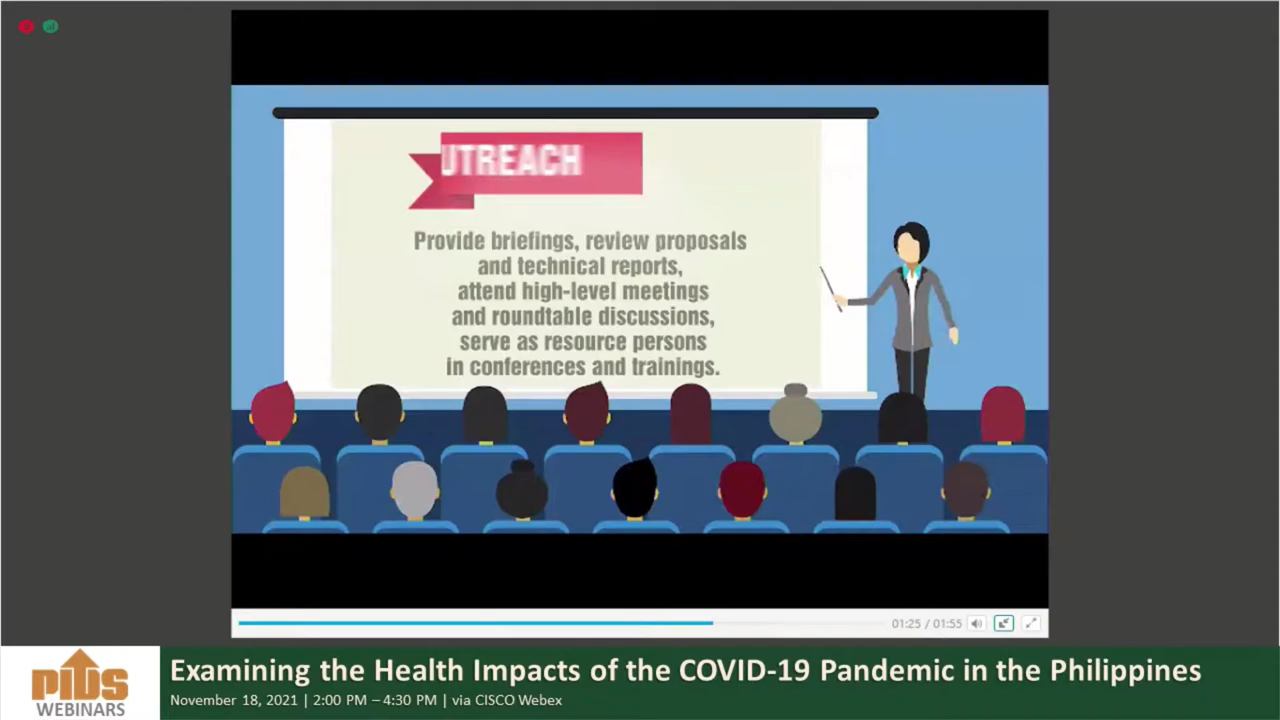 UTREACH
Provide briefings, review proposals
and technical reports,
attend high-level meetings
and roundtable discussions,
serve as resource persons
in conferences and trainings.
01:25 / 01:55
PIDS
WEBINARS
Examining the Health Impacts of the COVID-19 Pandemic in the Philippines
November 18, 2021 | 2:00 PM – 4:30 PM | via CISCO Webex